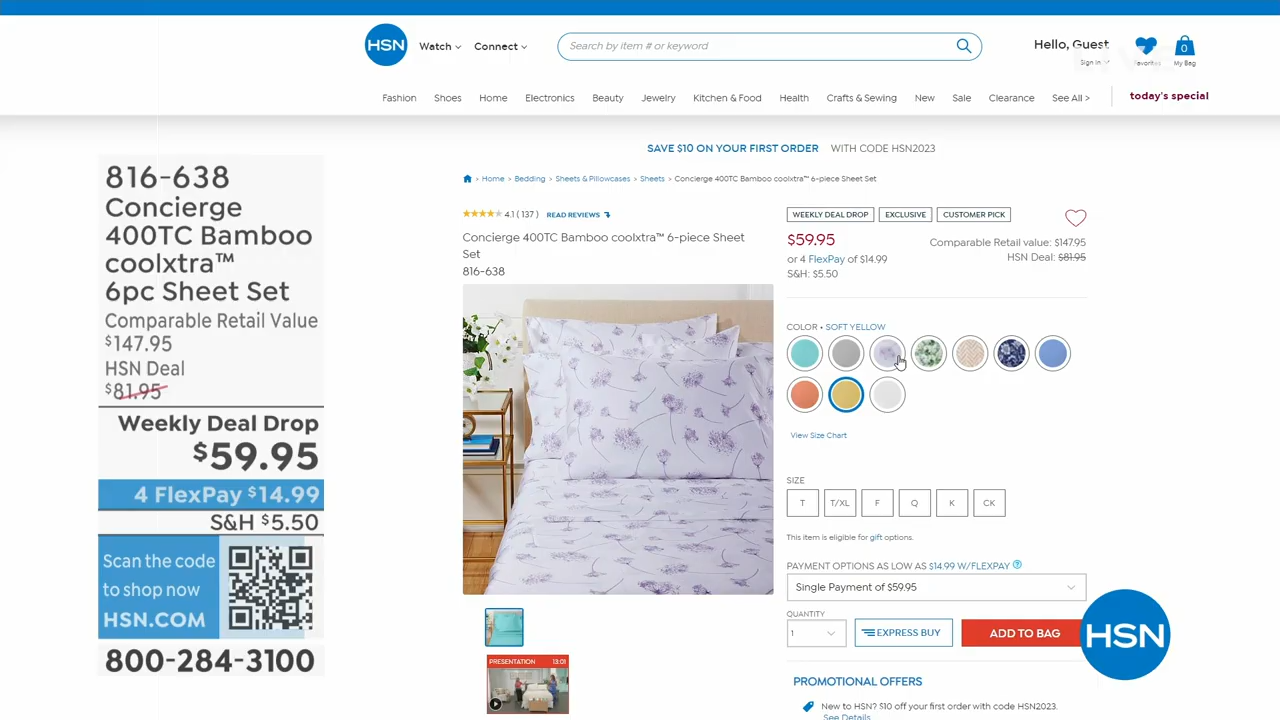 HSN
Watch
Connect
Search by item # or keyword
Hello, Guest
Sign In
Favorites
0
My Bag
Fashion Shoes Home Electronics Beauty Jewelry Kitchen & Food Health Crafts & Sewing New Sale Clearance See All >
today's special
SAVE $10 ON YOUR FIRST ORDER WITH CODE HSN2023
Home > Bedding > Sheets & Pillowcases > Sheets > Concierge 400TC Bamboo coolxtra™ 6-piece Sheet Set
816-638
Concierge
400TC Bamboo
coolxtra™
6pc Sheet Set
Comparable Retail Value
$147.95
HSN Deal
$81.95
Weekly Deal Drop
$59.95
4 FlexPay $14.99
S&H $5.50
Scan the code
to shop now
HSN.COM
800-284-3100
4.1 (137) READ REVIEWS
Concierge 400TC Bamboo coolxtra™ 6-piece Sheet
Set
816-638
PRESENTATION 13:01
WEEKLY DEAL DROP EXCLUSIVE CUSTOMER PICK
$59.95
or 4 FlexPay of $14.99
S&H: $5.50
Comparable Retail value: $147.95
HSN Deal: $81.95
COLOR • SOFT YELLOW
View Size Chart
SIZE
T T/XL F Q K CK
This item is eligible for gift options.
PAYMENT OPTIONS AS LOW AS $14.99 W/FLEXPAY
Single Payment of $59.95
QUANTITY
1
EXPRESS BUY
ADD TO BAG
HSN
PROMOTIONAL OFFERS
New to HSN? $10 off your first order with code HSN2023.
See Details